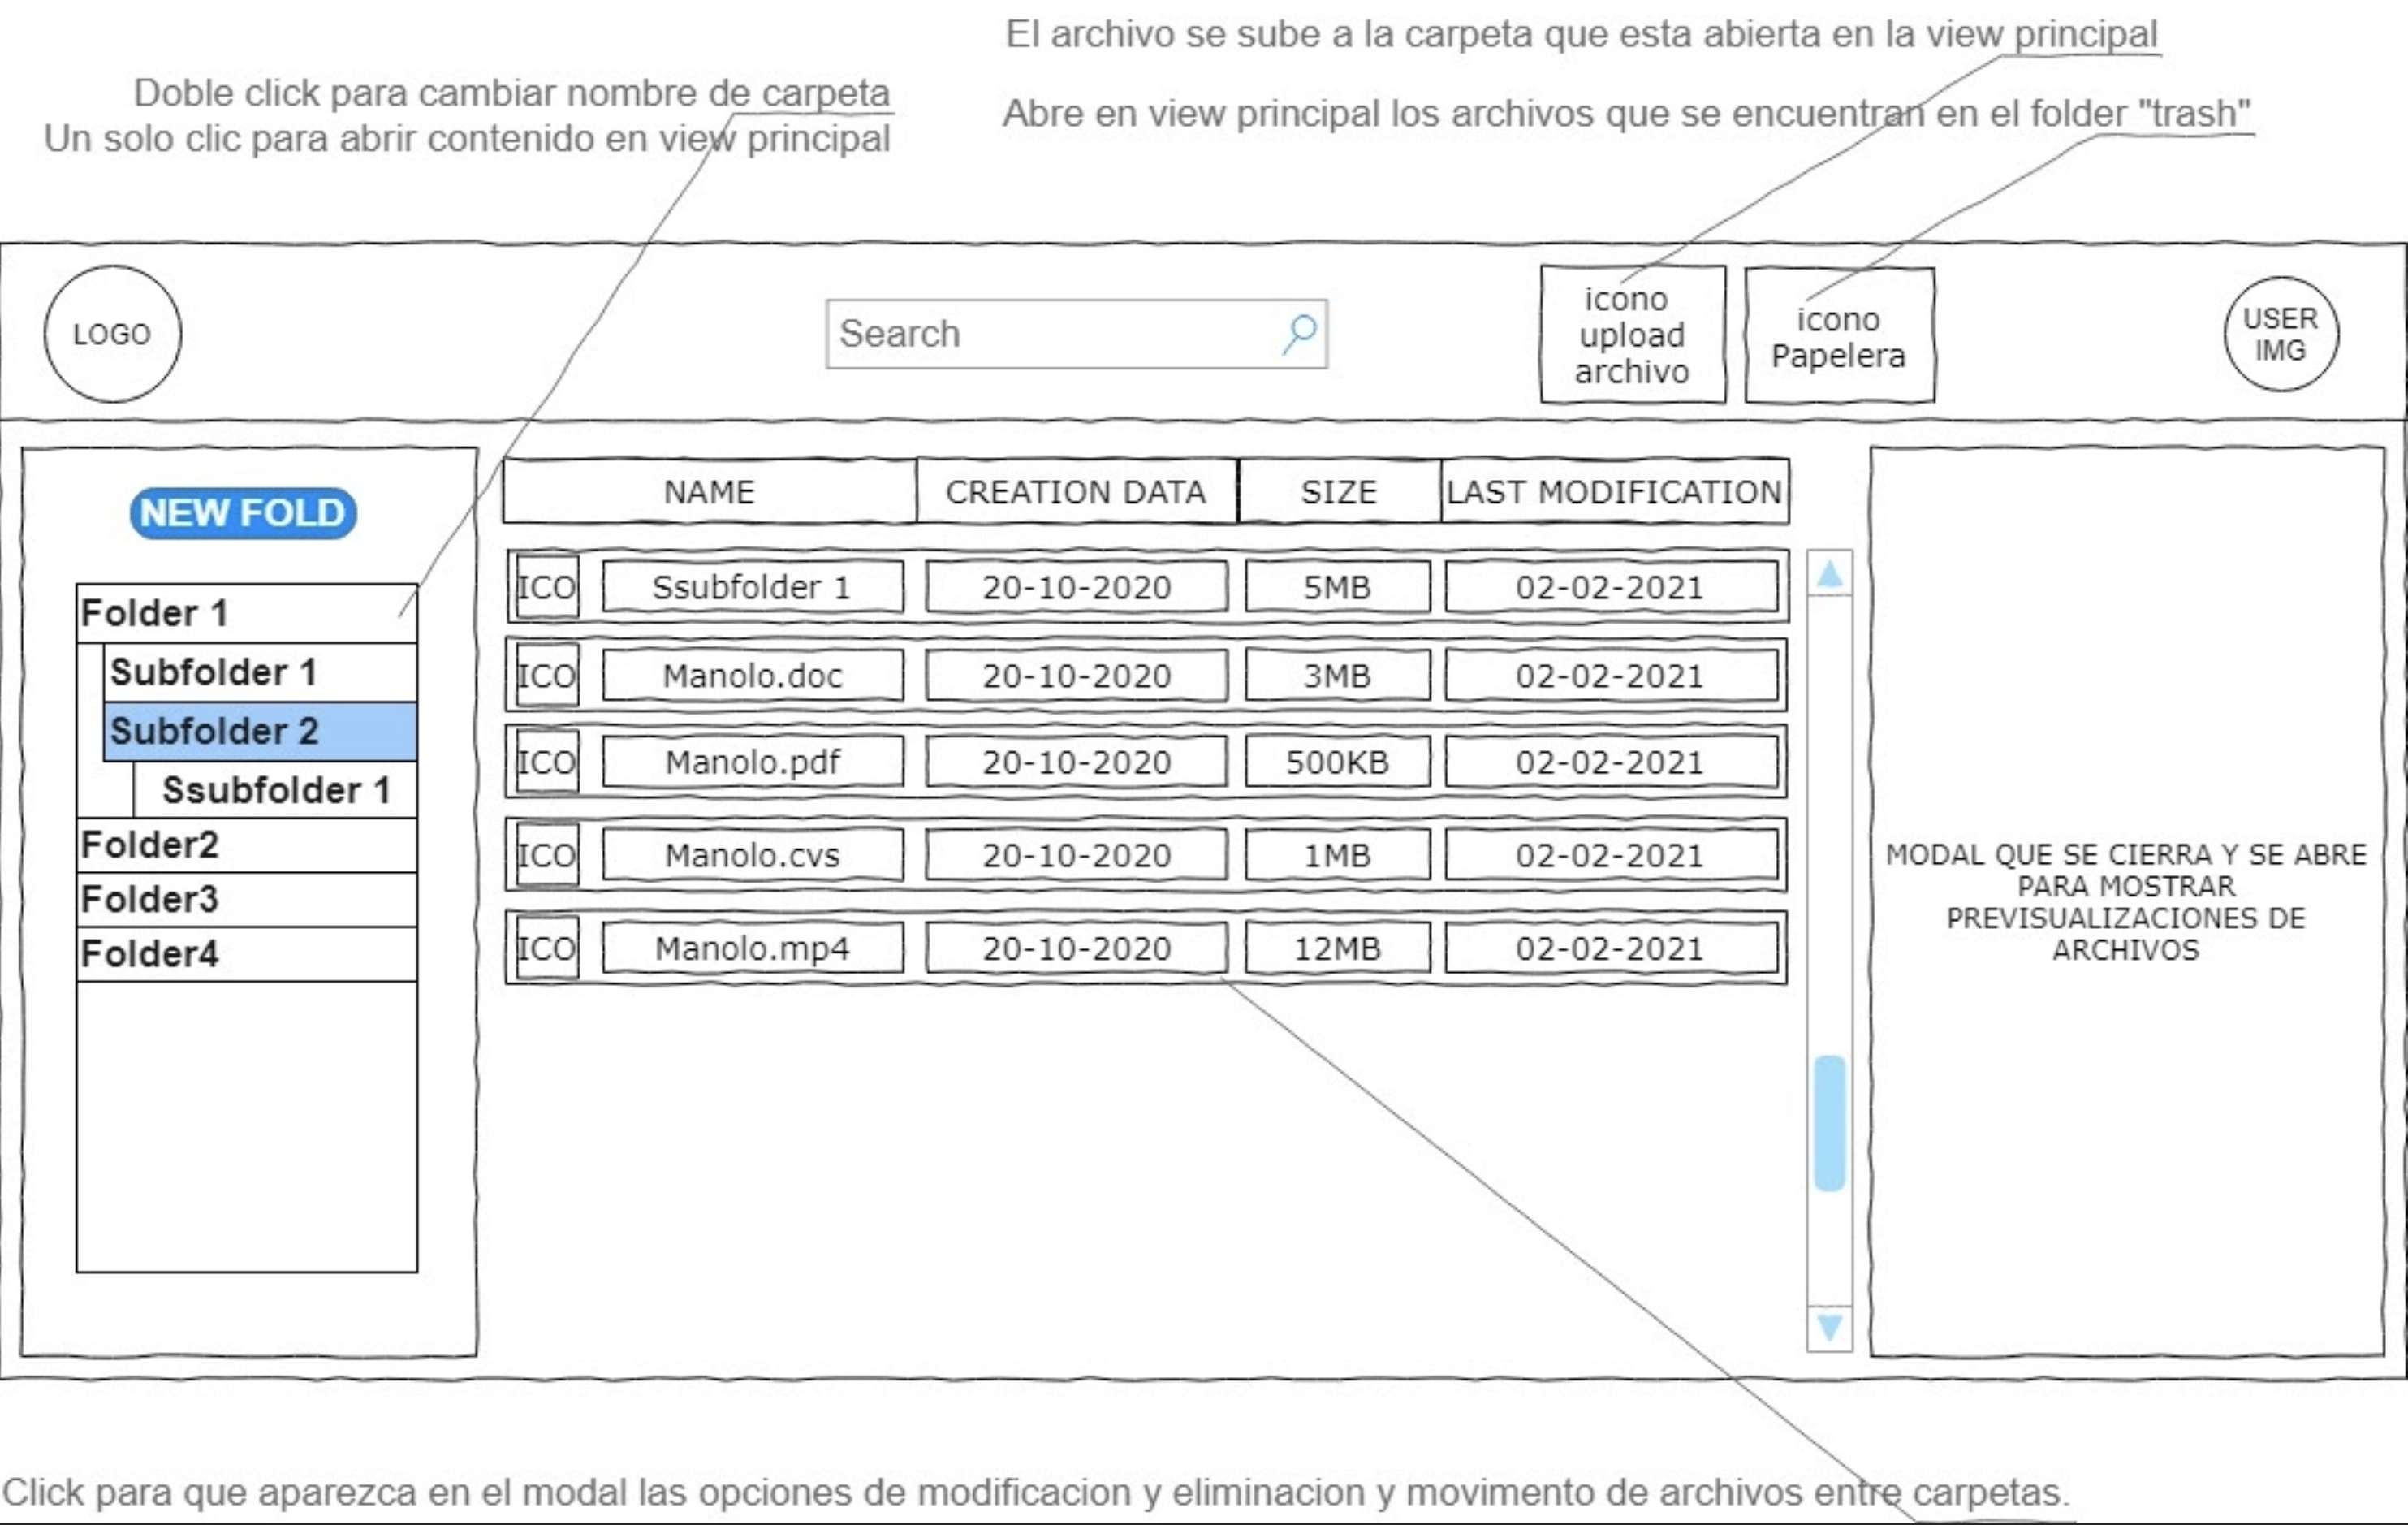 El archivo se sube a la carpeta que esta abierta en la view principal
Doble click para cambiar nombre de carpeta
Un solo clic para abrir contenido en view principal
Abre en view principal los archivos que se encuentran en el folder "trash"
LOGO
Search
icono
upload
archivo
icono
Papelera
USER
IMG
NEW FOLD
Folder 1
Subfolder 1
Subfolder 2
Ssubfolder 1
Folder2
Folder3
Folder4
NAME CREATION DATA SIZE LAST MODIFICATION
ICO Ssubfolder 1 20-10-2020 5MB 02-02-2021
ICO Manolo.doc 20-10-2020 3MB 02-02-2021
ICO Manolo.pdf 20-10-2020 500KB 02-02-2021
ICO Manolo.cvs 20-10-2020 1MB 02-02-2021
ICO Manolo.mp4 20-10-2020 12MB 02-02-2021
MODAL QUE SE CIERRA Y SE ABRE
PARA MOSTRAR
PREVISUALIZACIONES DE
ARCHIVOS
Click para que aparezca en el modal las opciones de modificacion y eliminacion y movimento de archivos entre carpetas.